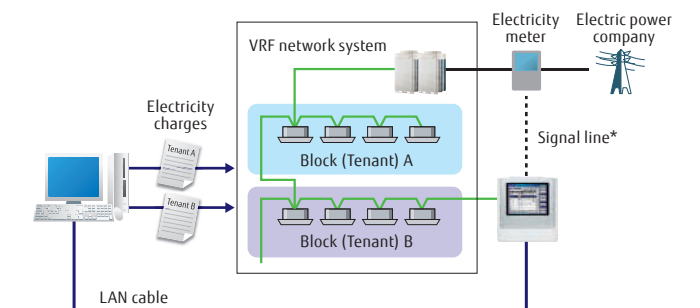 Electricity
meter
Electric power
company
VRF network system
Electricity
charges
Tenant A
Block (Tenant) A
Signal line*
Tenant B
Block (Tenant) B
LAN cable